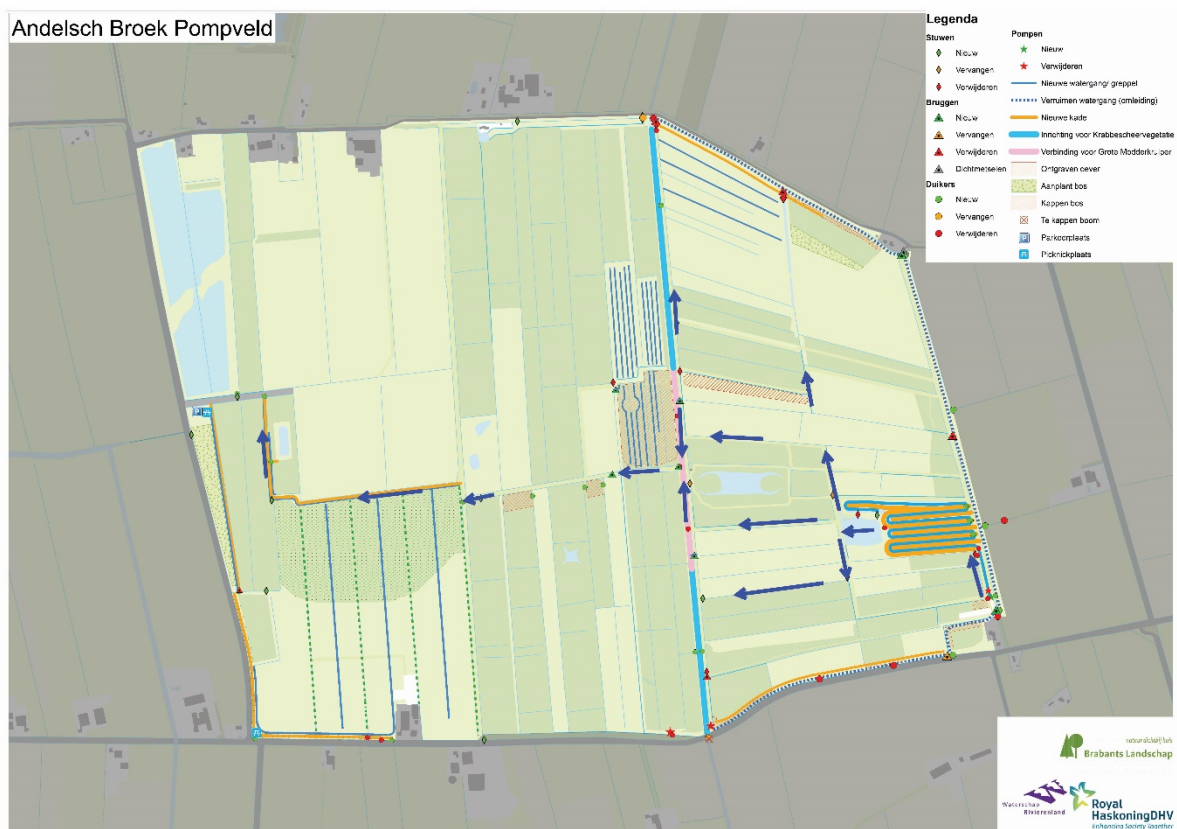 Andelsch Broek Pompveld
Legenda
Stuwen
Nieuw
Vervangen
Verwijderen
Bruggen
Nieuw
Vervangen
Verwijderen
Dichtmetselen
Duikers
Nieuw
Vervangen
Verwijderen
Pompen
Nieuw
Verwijderen
Nieuwe watergang/ greppel
Verruimen watergang (omleiding)
Nieuwe kade
Inrichting voor Krabbescheervegetatie
Verbinding voor Grote Modderkruiper
Ontgraven oever
Aanplant bos
Kappen bos
Te kappen boom
Parkeerplaats
Picknickplaats
P
Brabants Landschap
Waterschap
Rivierenland
Royal
HaskoningDHV
Enhancing Society Together